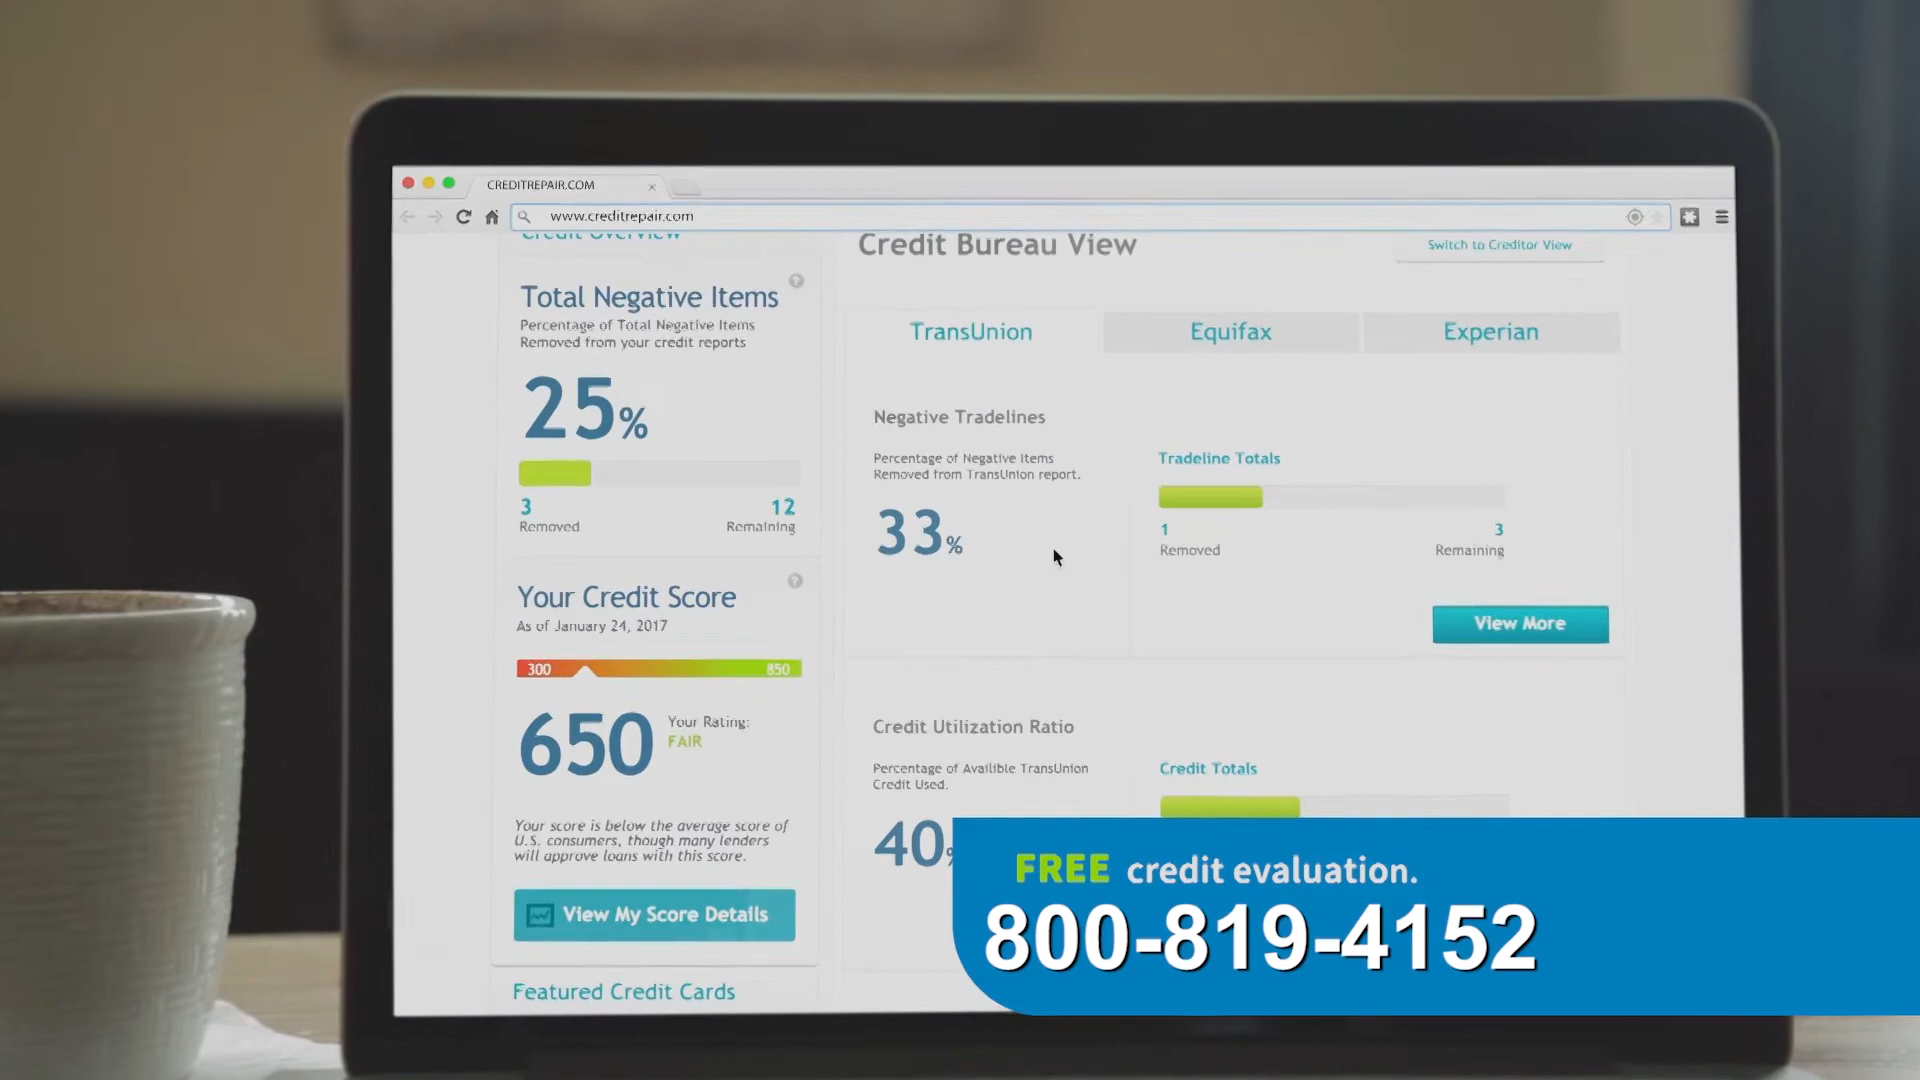 CREDITREPAIR.COM
www.creditrepair.com
Credit Overview
Total Negative Items
Percentage of Total Negative Items
Removed from your credit reports
25%
3
12
Removed
Remaining
Your Credit Score
As of January 24, 2017
300
850
650
Your Rating:
FAIR
Your score is below the average score of
U.S. consumers, though many lenders
will approve loans with this score.
View My Score Details
Featured Credit Cards
Credit Bureau View
Switch to Creditor View
TransUnion
Equifax
Experian
Negative Tradelines
Percentage of Negative Items
Removed from TransUnion report.
33%
Tradeline Totals
1
3
Removed
Remaining
View More
Credit Utilization Ratio
Percentage of Availible TransUnion
Credit Used.
40%
Credit Totals
FREE credit evaluation.
800-819-4152